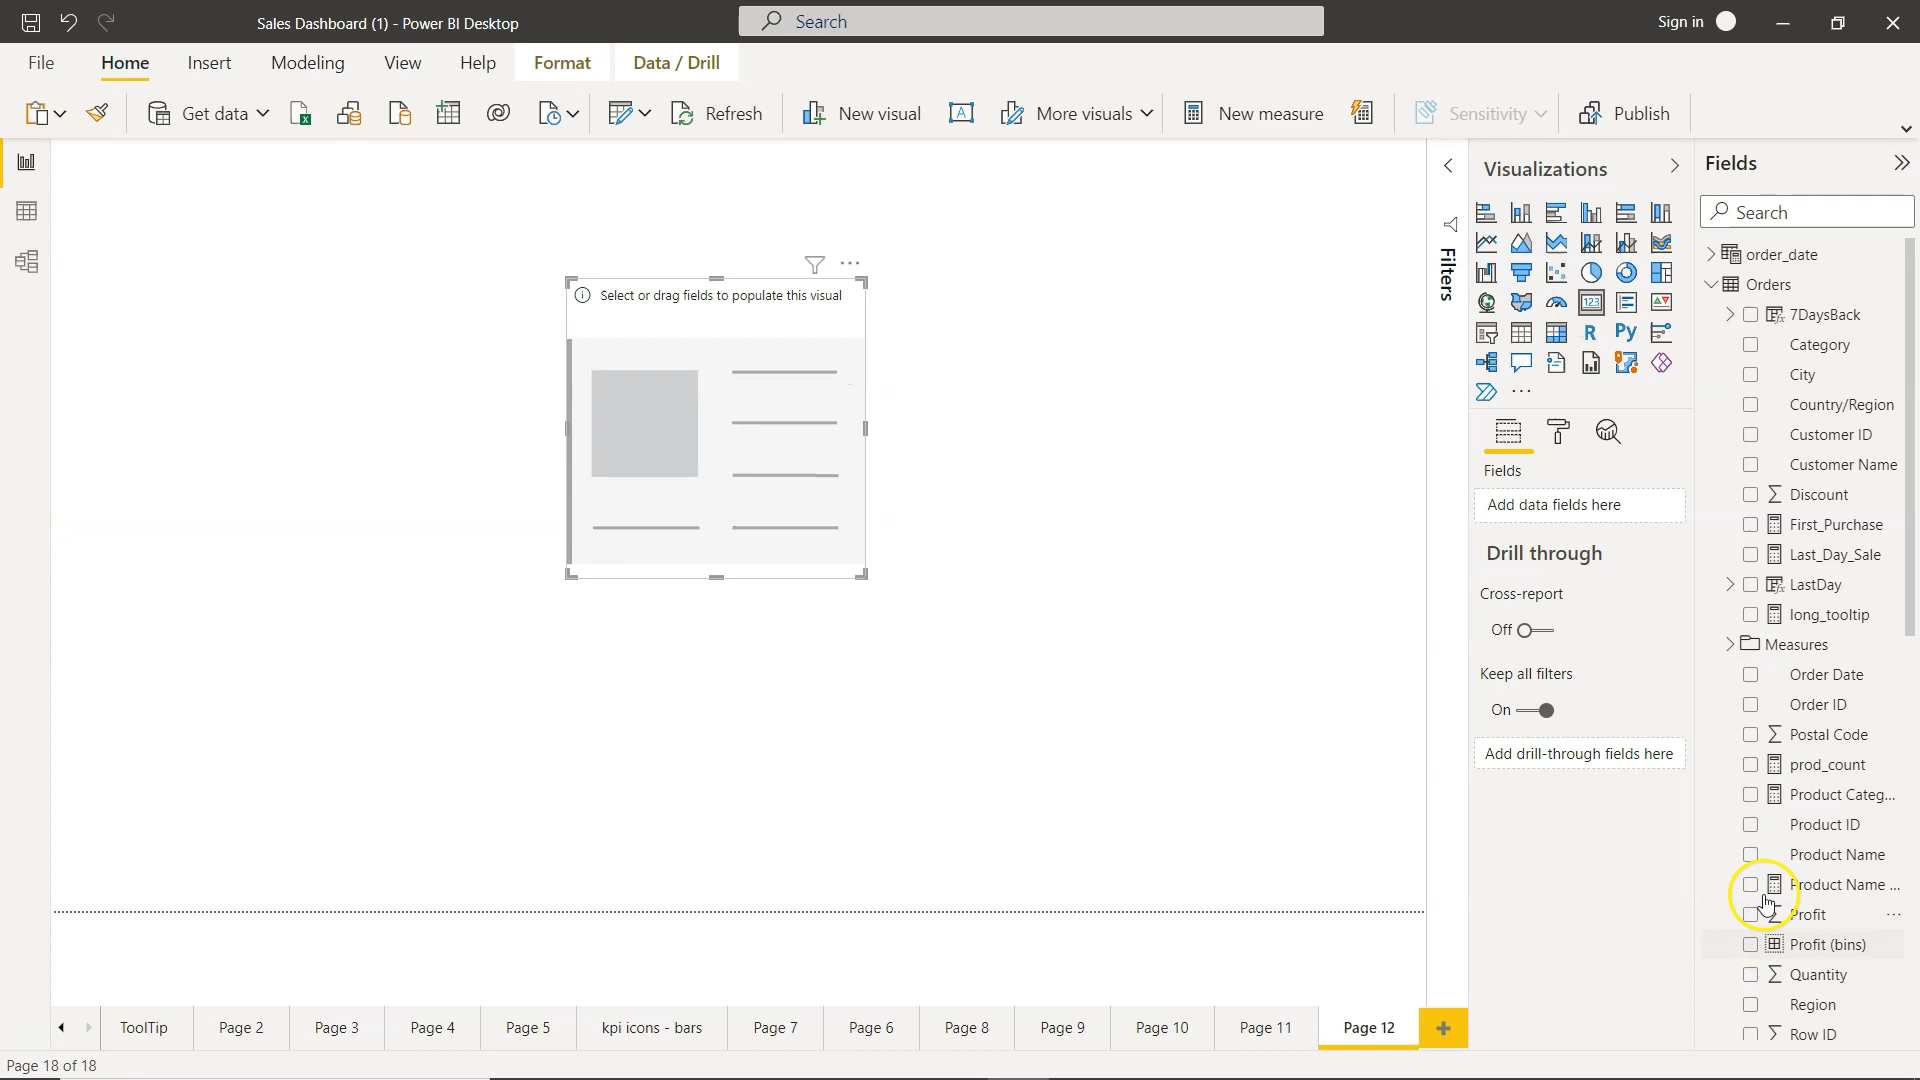 Sales Dashboard (1) - Power BI Desktop
Search
Sign in
File Home Insert Modeling View Help Format Data / Drill
Get data Refresh New visual A More visuals New measure Sensitivity Publish
Select or drag fields to populate this visual
Filters
Visualizations
123
R Py
Fields
Add data fields here
Drill through
Cross-report
Off
Keep all filters
On
Add drill-through fields here
Fields
Search
order_date
Orders
7DaysBack
Category
City
Country/Region
Customer ID
Customer Name
Discount
First_Purchase
Last_Day_Sale
LastDay
long_tooltip
Measures
Order Date
Order ID
Postal Code
prod_count
Product Categ...
Product ID
Product Name
Product Name ...
Profit
Profit (bins)
Quantity
Region
Row ID
ToolTip Page 2 Page 3 Page 4 Page 5 kpi icons - bars Page 7 Page 6 Page 8 Page 9 Page 10 Page 11 Page 12
Page 18 of 18